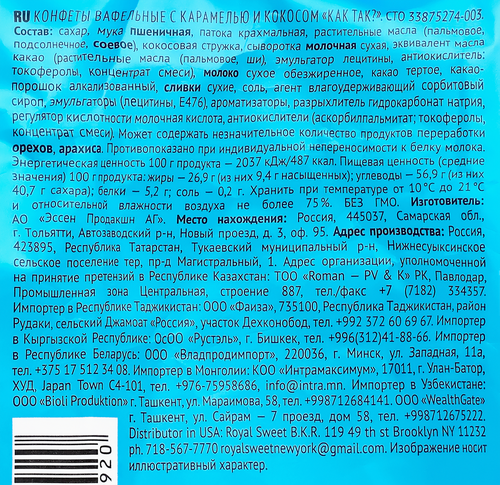 RU КОНФЕТЫ ВАФЕЛЬНЫЕ С КАРАМЕЛЬЮ И КОКОСОМ «КАК ТАК?». СТО 33875274-003.
Состав: сахар, мука пшеничная, патока крахмальная, растительные масла (пальмовое,
подсолнечное, соевое), кокосовая стружка, сыворотка молочная сухая, эквивалент масла
какао (растительные масла (пальмовое, ши), эмульгатор лецитины, антиокислитель:
токоферолы, концентрат смеси), молоко сухое обезжиренное, какао тертое, какао-
порошок алкализованный, сливки сухие, соль, агент влагоудерживающий сорбитовый
сироп, эмульгаторы (лецитины, Е476), ароматизаторы, разрыхлитель гидрокарбонат натрия,
регулятор кислотности молочная кислота, антиокислители (аскорбилпальмитат; токоферолы,
концентрат смеси). Может содержать незначительное количество продуктов переработки
орехов, арахиса. Противопоказано при индивидуальной непереносимости к белку молока.
Энергетическая ценность 100 г продукта – 2037 кДж/487 ккал. Пищевая ценность (средние
значения) 100 г продукта: жиры – 26,9 г (из них 9,4 г насыщенных); углеводы – 56,9 г (из них
40,7 г сахара); белки – 5,2 г; соль – 0,2 г. Хранить при температуре от 10°С до 21°С
и относительной влажности воздуха не более 75%. БЕЗ ГМО. Изготовитель:
АО «Эссен Продакшн АГ». Место нахождения: Россия, 445037, Самарская обл.,
г. Тольятти, Автозаводский р-н, Новый проезд, д. 3, оф. 95. Адрес производства: Россия,
423895, Республика Татарстан, Тукаевский муниципальный р-н, Нижнесуыксинское
сельское поселение тер, пр-д Магистральный, 1. Адрес организации, уполномоченной
на принятие претензий в Республике Казахстан: ТОО «Roman – PV & K» РК, Павлодар,
Промышленная зона Центральная, строение 887, тел./факс +7 (7182) 334357.
Импортер в Республике Таджикистан: ООО «Фаиза», 735100, Республика Таджикистан, район
Рудаки, сельский Джамоат «Россия», участок Дехконобод, тел. +992 372 60 69 67. Импортер
в Кыргызской Республике: ОсОО «Рустэль», г. Бишкек, тел. +996(312)41-88-66. Импортер
в Республике Беларусь: ООО «Владпродимпорт», 220036, г. Минск, ул. Западная, 11а,
тел. +375 17 512 34 08. Импортер в Монголии: КОО «Интрамаксимум», 17011, г. Улан-Батор,
ХУД, Japan Town C4-101, тел. +976-75958686, info@intra.mn. Импортер в Узбекистане:
ООО «Bioli Produktion» г. Ташкент, ул. Мараимова, 58, тел. +998712684141. ООО «WealthGate»
г. Ташкент, ул. Сайрам – 7 проезд, дом 58, тел. +998712675222.
Distributor in USA: Royal Sweet B.K.R. 119 49 th st Brooklyn NY 11232
ph. 718-567-7770 royalsweetnewyork@gmail.com. Изображение носит
иллюстративный характер.
920